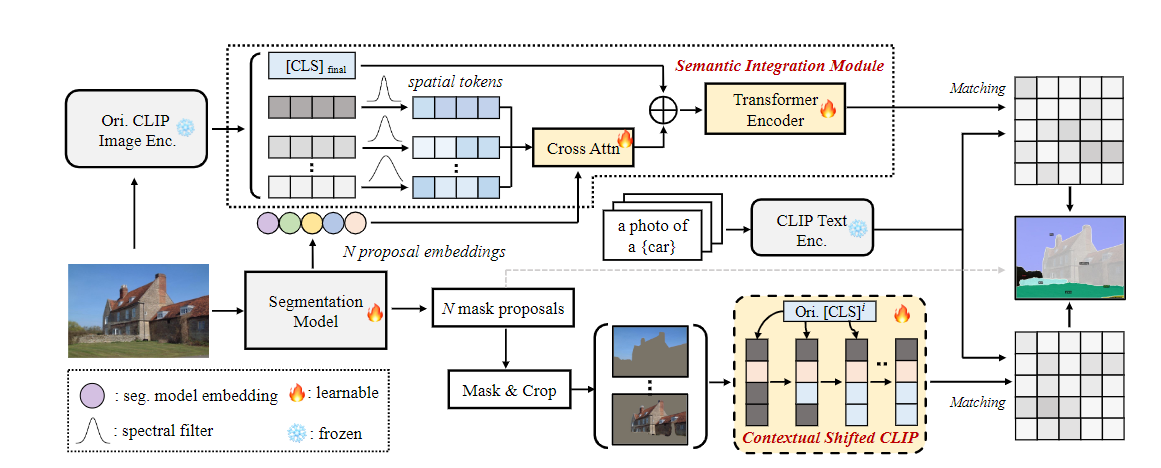 [CLS] final
Semantic Integration Module
spatial tokens
Matching
Ori. CLIP
Image Enc.
Transformer
Encoder
Cross Attn
a photo of
a {car}
CLIP Text
Enc.
N proposal embeddings
Segmentation
Model
N mask proposals
Ori. [CLS]i
Mask & Crop
Matching
Contextual Shifted CLIP
: seg. model embedding
: learnable
: spectral filter
: frozen